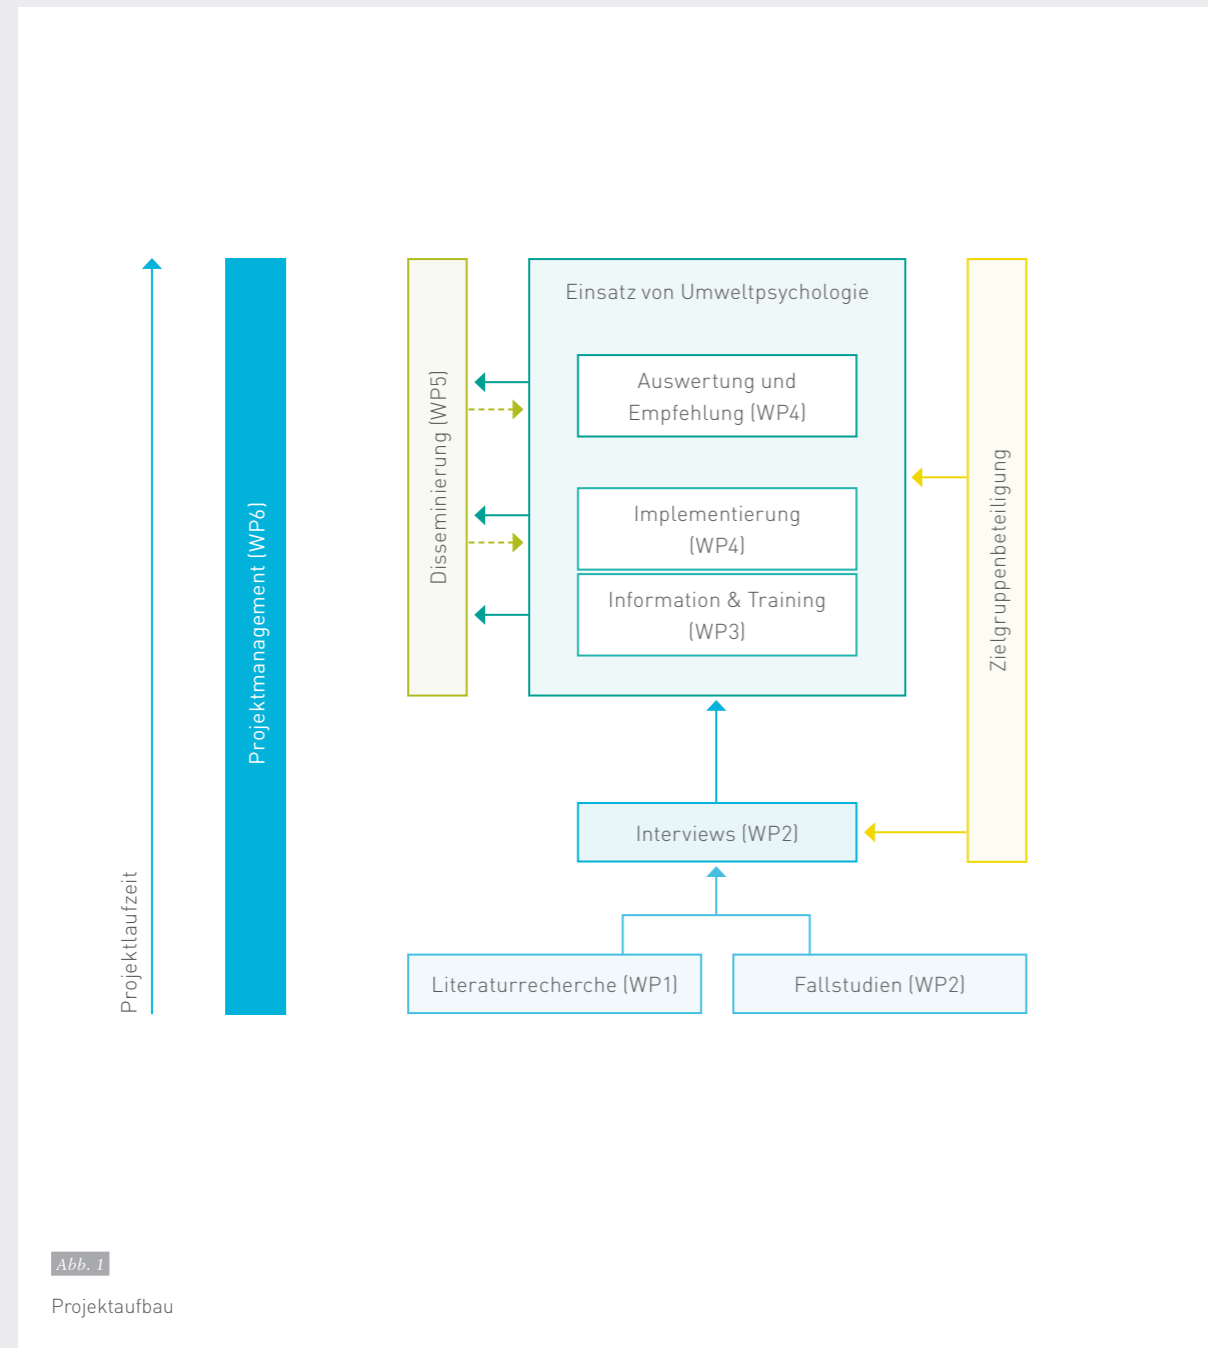 Projektlaufzeit
Projektmanagement (WP6)
Disseminierung (WP5)
Einsatz von Umweltpsychologie
Auswertung und
Empfehlung (WP4)
Implementierung
(WP4)
Information & Training
(WP3)
Zielgruppenbeteiligung
Interviews (WP2)
Literaturrecherche (WP1)
Fallstudien (WP2)
Abb. 1
Projektaufbau